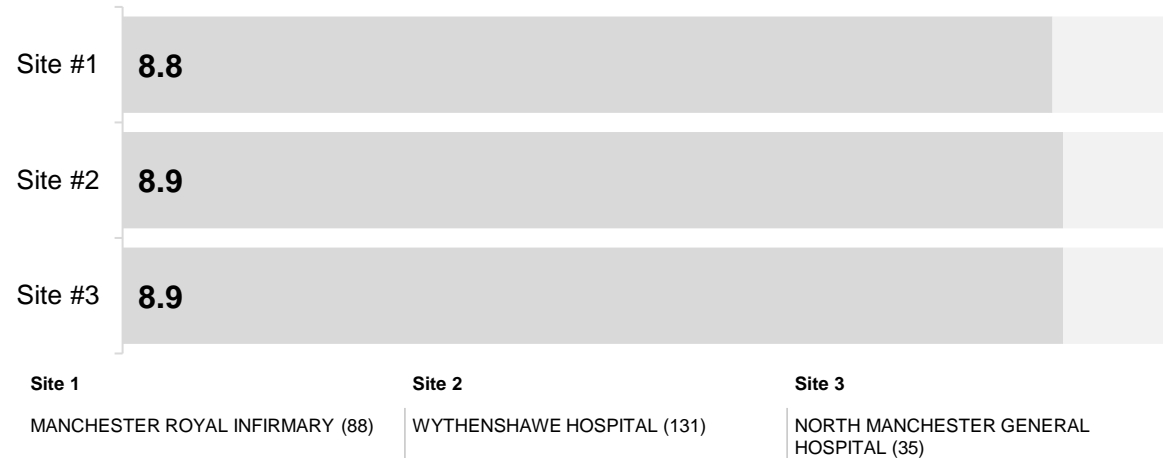 Site #1
8.8
Site #2
8.9
Site #3
8.9
Site 1
Site 2
Site 3
MANCHESTER ROYAL INFIRMARY (88)
WYTHENSHAWE HOSPITAL (131)
NORTH MANCHESTER GENERAL
HOSPITAL (35)